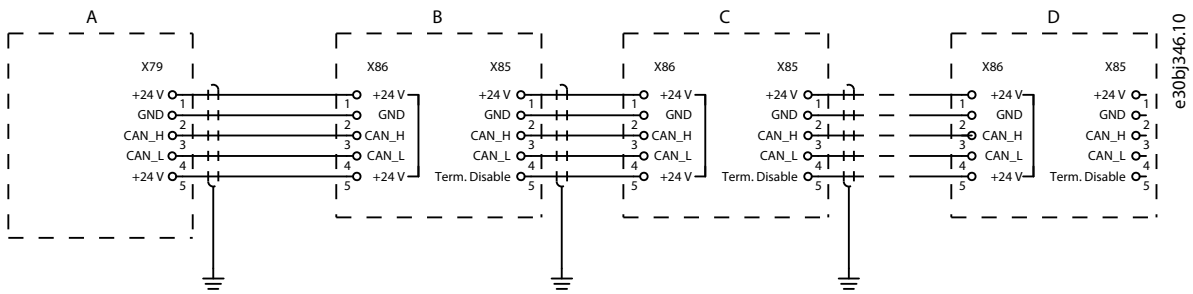 A B C D
X79 X86 X85 X86 X85 X86 X85
+24 V 1 1 +24 V +24 V 1 1 +24 V +24 V 1 1 +24 V +24 V 1
GND 2 2 GND GND 2 2 GND GND 2 2 GND GND 2
CAN_H 3 3 CAN_H CAN_H 3 3 CAN_H CAN_H 3 3 CAN_H CAN_H 3
CAN_L 4 4 CAN_L CAN_L 4 4 CAN_L CAN_L 4 4 CAN_L CAN_L 4
+24 V 5 5 +24 V Term. Disable 5 5 +24 V Term. Disable 5 5 +24 V Term. Disable 5
e30bj346.10